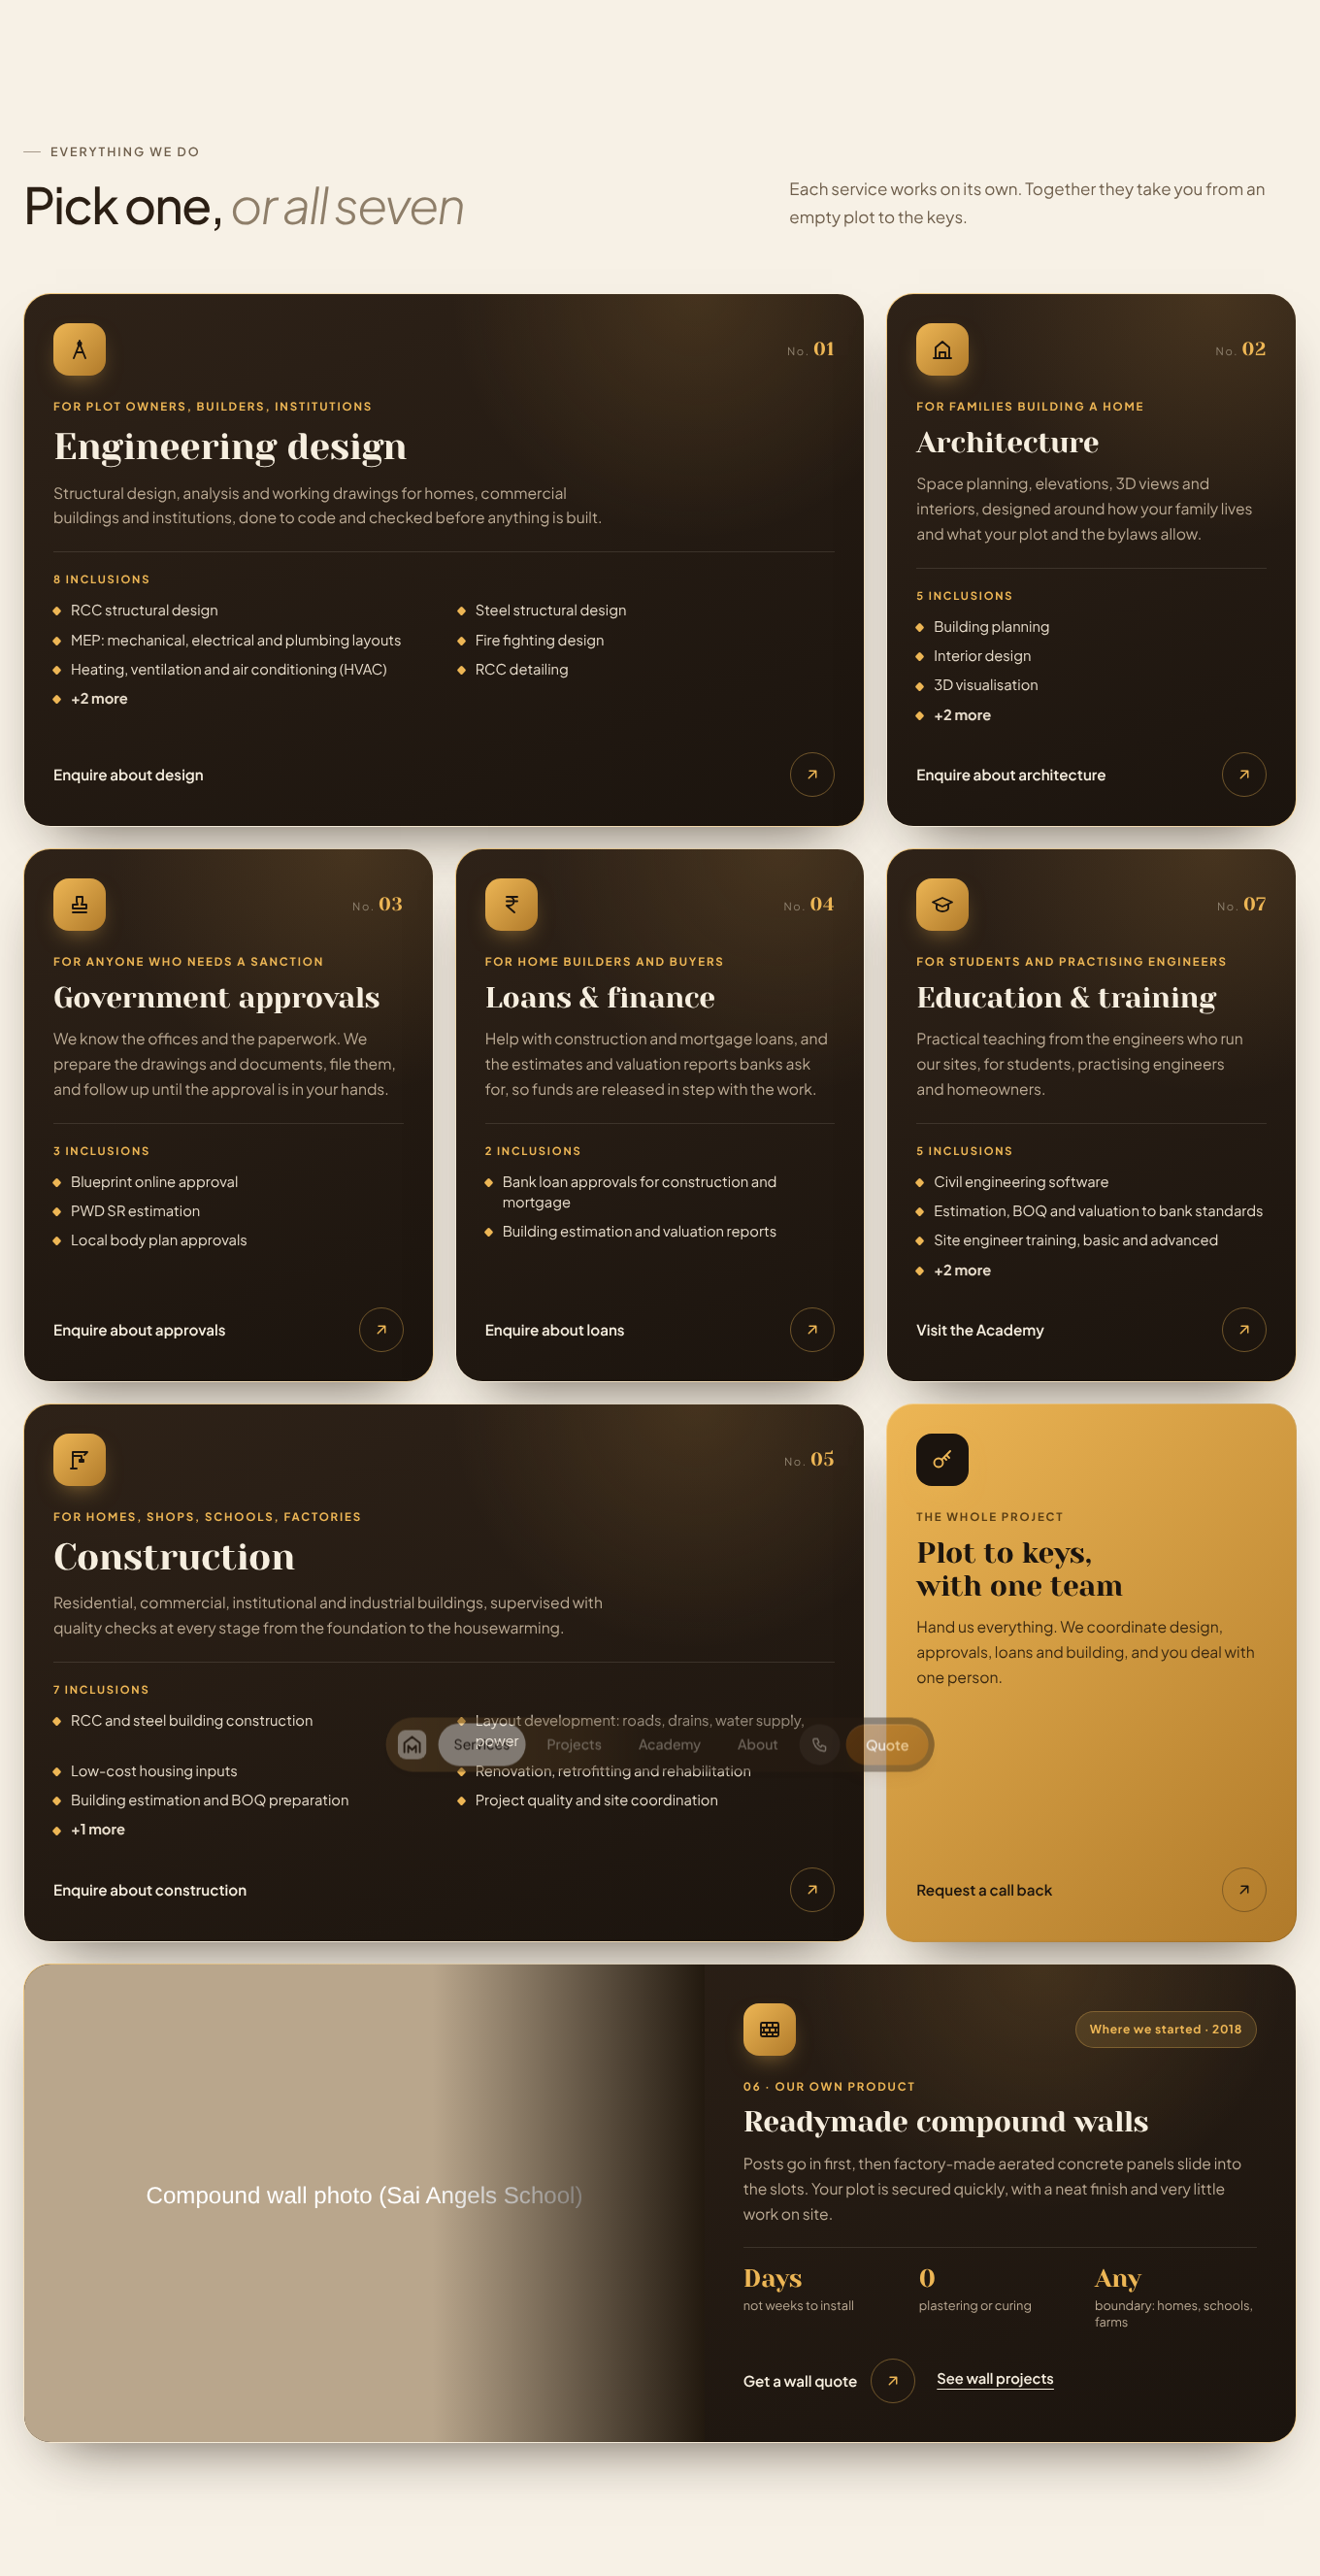 EVERYTHING WE DO
Pick one, or all seven
Each service works on its own. Together they take you from an
empty plot to the keys.
No. 01
FOR PLOT OWNERS, BUILDERS, INSTITUTIONS
Engineering design
Structural design, analysis and working drawings for homes, commercial
buildings and institutions, done to code and checked before anything is built.
8 INCLUSIONS
RCC structural design
Steel structural design
MEP: mechanical, electrical and plumbing layouts
Fire fighting design
Heating, ventilation and air conditioning (HVAC)
RCC detailing
+2 more
Enquire about design
No. 02
FOR FAMILIES BUILDING A HOME
Architecture
Space planning, elevations, 3D views and
interiors, designed around how your family lives
and what your plot and the bylaws allow.
5 INCLUSIONS
Building planning
Interior design
3D visualisation
+2 more
Enquire about architecture
No. 03
FOR ANYONE WHO NEEDS A SANCTION
Government approvals
We know the offices and the paperwork. We
prepare the drawings and documents, file them,
and follow up until the approval is in your hands.
3 INCLUSIONS
Blueprint online approval
PWD SR estimation
Local body plan approvals
Enquire about approvals
No. 04
FOR HOME BUILDERS AND BUYERS
Loans & finance
Help with construction and mortgage loans, and
the estimates and valuation reports banks ask
for, so funds are released in step with the work.
2 INCLUSIONS
Bank loan approvals for construction and
mortgage
Building estimation and valuation reports
Enquire about loans
No. 07
FOR STUDENTS AND PRACTISING ENGINEERS
Education & training
Practical teaching from the engineers who run
our sites, for students, practising engineers
and homeowners.
5 INCLUSIONS
Civil engineering software
Estimation, BOQ and valuation to bank standards
Site engineer training, basic and advanced
+2 more
Visit the Academy
No. 05
FOR HOMES, SHOPS, SCHOOLS, FACTORIES
Construction
Residential, commercial, institutional and industrial buildings, supervised with
quality checks at every stage from the foundation to the housewarming.
7 INCLUSIONS
RCC and steel building construction
Layout development: roads, drains, water supply,
power
Low-cost housing inputs
Renovation, retrofitting and rehabilitation
Building estimation and BOQ preparation
Project quality and site coordination
+1 more
Enquire about construction
Services
Projects
Academy
About
Quote
THE WHOLE PROJECT
Plot to keys,
with one team
Hand us everything. We coordinate design,
approvals, loans and building, and you deal with
one person.
Request a call back
Compound wall photo (Sai Angels School)
Where we started · 2018
06 · OUR OWN PRODUCT
Readymade compound walls
Posts go in first, then factory-made aerated concrete panels slide into
the slots. Your plot is secured quickly, with a neat finish and very little
work on site.
Days
not weeks to install
0
plastering or curing
Any
boundary: homes, schools,
farms
Get a wall quote
See wall projects